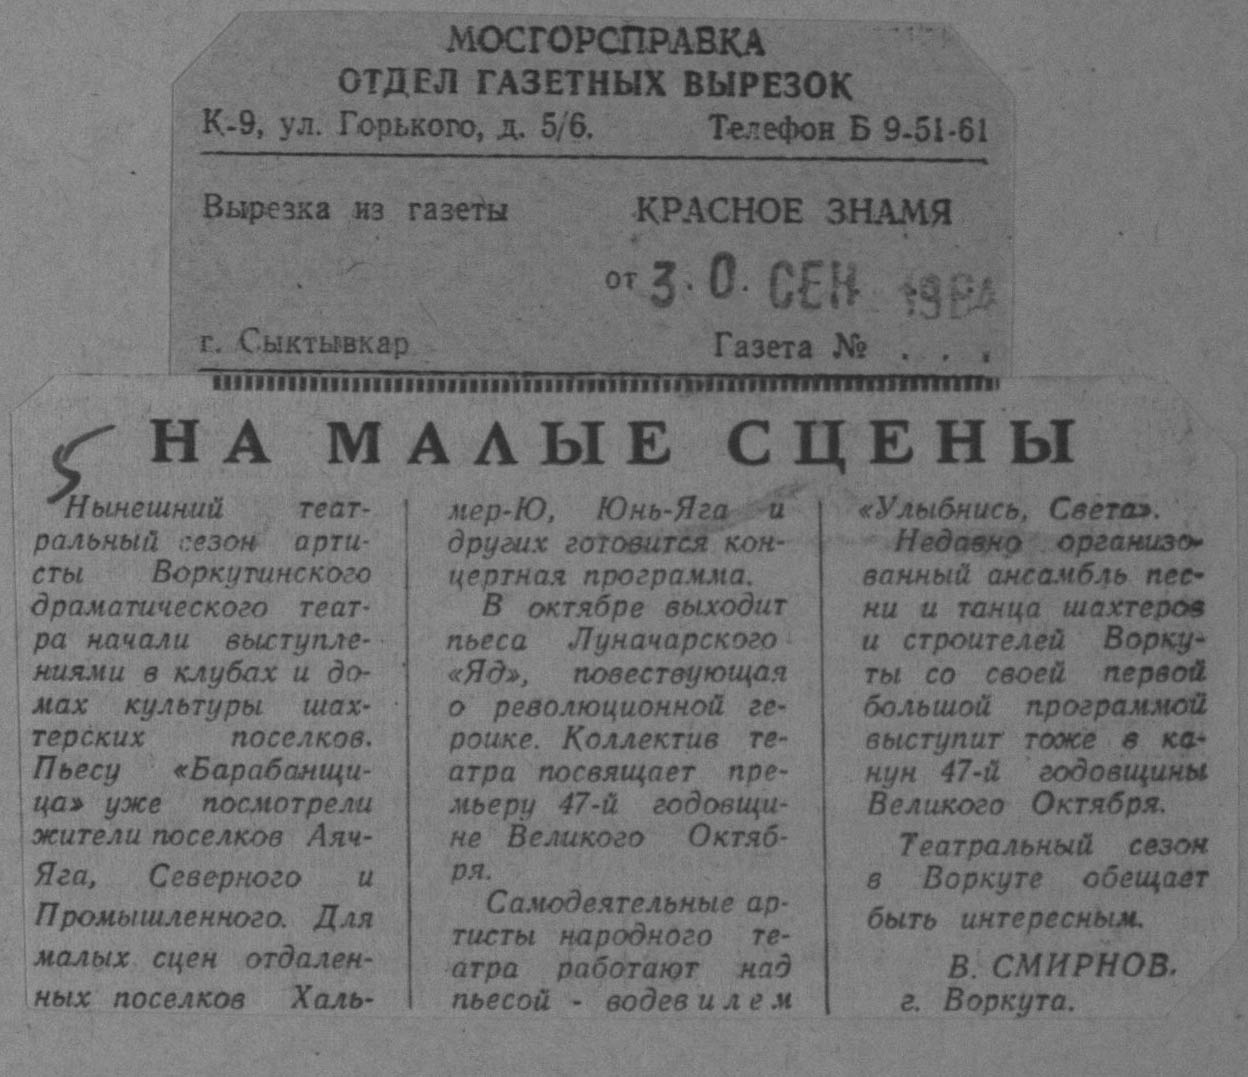 МОСГОРСПРАВКА
ОТДЕЛ ГАЗЕТНЫХ ВЫРЕЗОК
К-9, ул. Горького, д. 5/6. Телефон Б 9-51-61
Вырезка из газеты КРАСНОЕ ЗНАМЯ
от 3.0. СЕН 1964
г. Сыктывкар Газета № . . .
5
НА МАЛЫЕ СЦЕНЫ
Нынешний теат-
ральный сезон арти-
сты Воркутинского
драматического теат-
ра начали выступле-
ниями в клубах и до-
мах культуры шах-
терских поселков.
Пьесу «Барабанщи-
ца» уже посмотрели
жители поселков Аяч-
Яга, Северного и
Промышленного. Для
малых сцен отдален-
ных поселков Халь-
мер-Ю, Юнь-Яга и
других готовится кон-
цертная программа.
В октябре выходит
пьеса Луначарского
«Яд», повествующая
о революционной ге-
роике. Коллектив те-
атра посвящает пре-
мьеру 47-й годовщи-
не Великого Октяб-
ря.
Самодеятельные ар-
тисты народного те-
атра работают над
пьесой - водевилем
«Улыбнись, Света».
Недавно организо-
ванный ансамбль пес-
ни и танца шахтеров
и строителей Ворку-
ты со своей первой
большой программой
выступит тоже в ка-
нун 47-й годовщины
Великого Октября.
Театральный сезон
в Воркуте обещает
быть интересным.
В. СМИРНОВ.
г. Воркута.